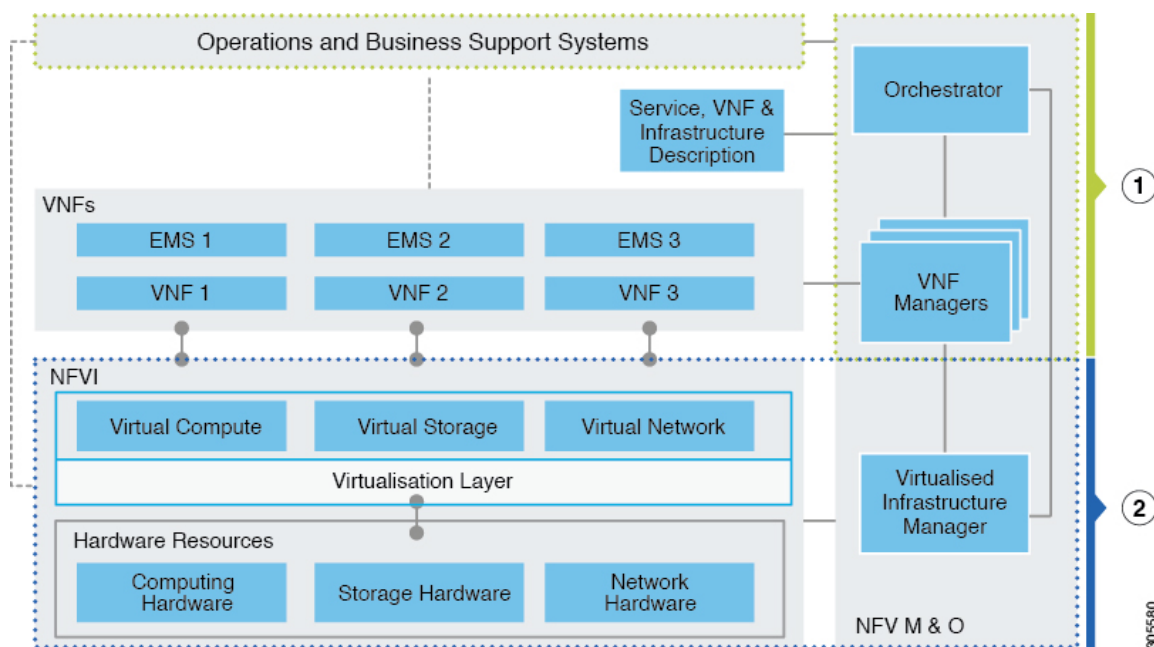 Operations and Business Support Systems
Orchestrator
Service, VNF &
Infrastructure
Description
1
VNFs
EMS 1
EMS 2
EMS 3
VNF 1
VNF 2
VNF 3
VNF
Managers
NFVI
Virtual Compute
Virtual Storage
Virtual Network
Virtualisation Layer
Virtualised
Infrastructure
Manager
2
Hardware Resources
Computing
Hardware
Storage Hardware
Network
Hardware
NFV M & O
305580